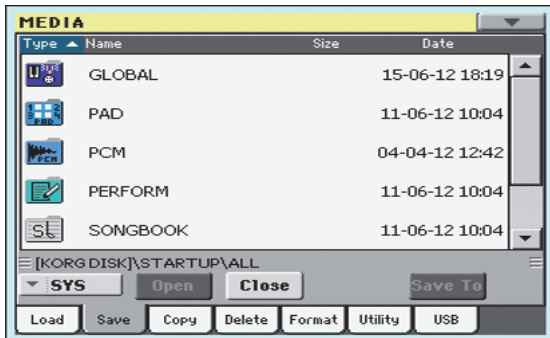 MEDIA
Type Name Size Date
GLOBAL 15-06-12 18:19
PAD 11-06-12 10:04
PCM 04-04-12 12:42
PERFORM 11-06-12 10:04
SONGBOOK 11-06-12 10:04
[KORG DISK]\STARTUP\ALL
SYS Open Close Save To
Load Save Copy Delete Format Utility USB